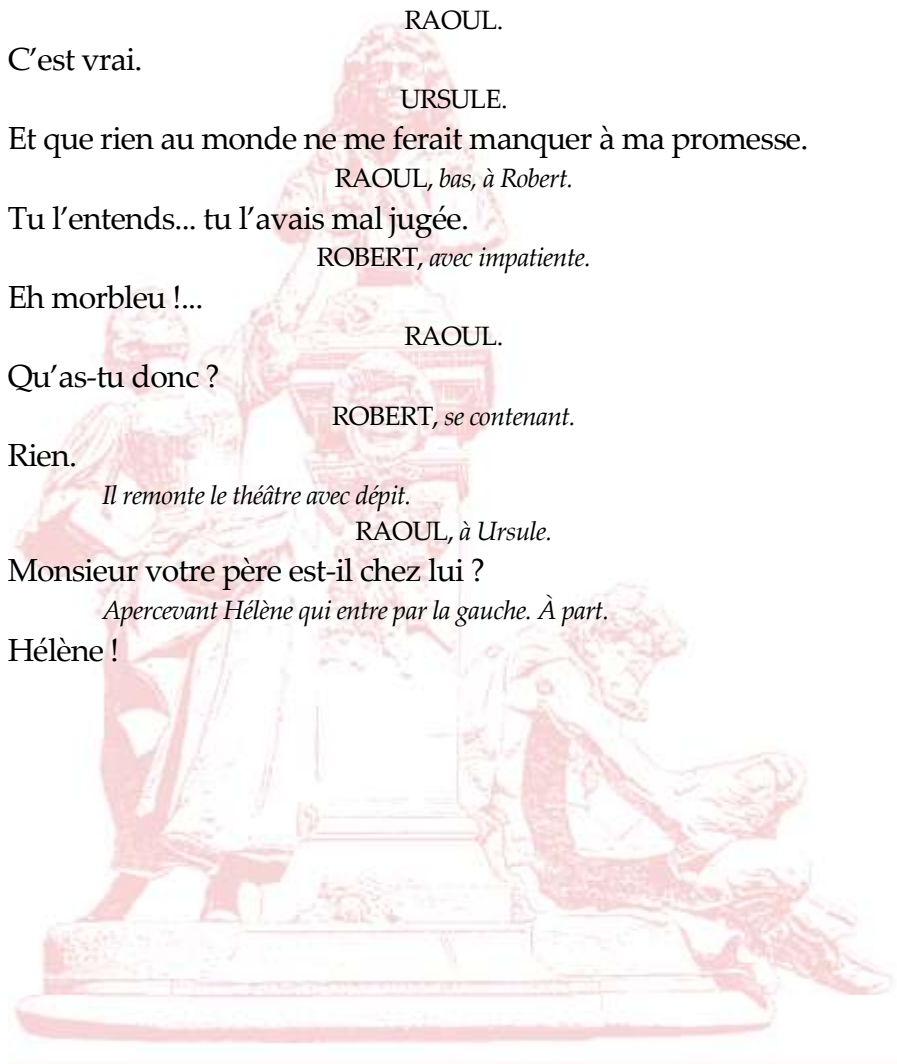 RAOUL.
C’est vrai.
URSULE.
Et que rien au monde ne me ferait manquer à ma promesse.
RAOUL, bas, à Robert.
Tu l’entends... tu l’avais mal jugée.
ROBERT, avec impatiente.
Eh morbleu !...
RAOUL.
Qu’as-tu donc ?
ROBERT, se contenant.
Rien.
Il remonte le théâtre avec dépit.
RAOUL, à Ursule.
Monsieur votre père est-il chez lui ?
Apercevant Hélène qui entre par la gauche. À part.
Hélène !